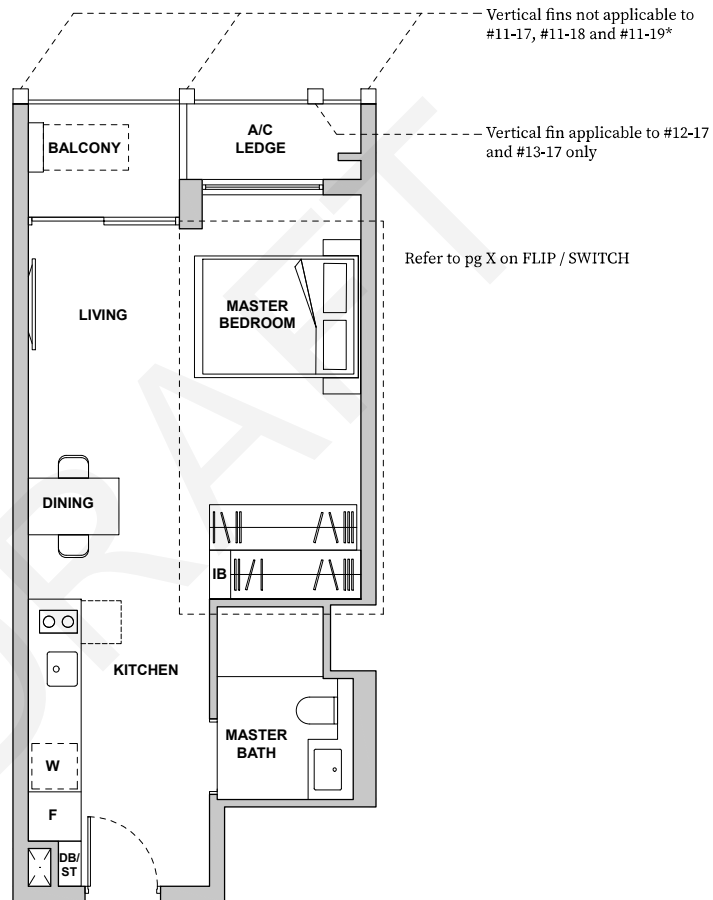 Vertical fins not applicable to
#11-17, #11-18 and #11-19*
Vertical fin applicable to #12-17
and #13-17 only
BALCONY
A/C
LEDGE
Refer to pg X on FLIP / SWITCH
LIVING
MASTER
BEDROOM
DINING
IB
KITCHEN
MASTER
BATH
W
F
DB/
ST
DRAFT